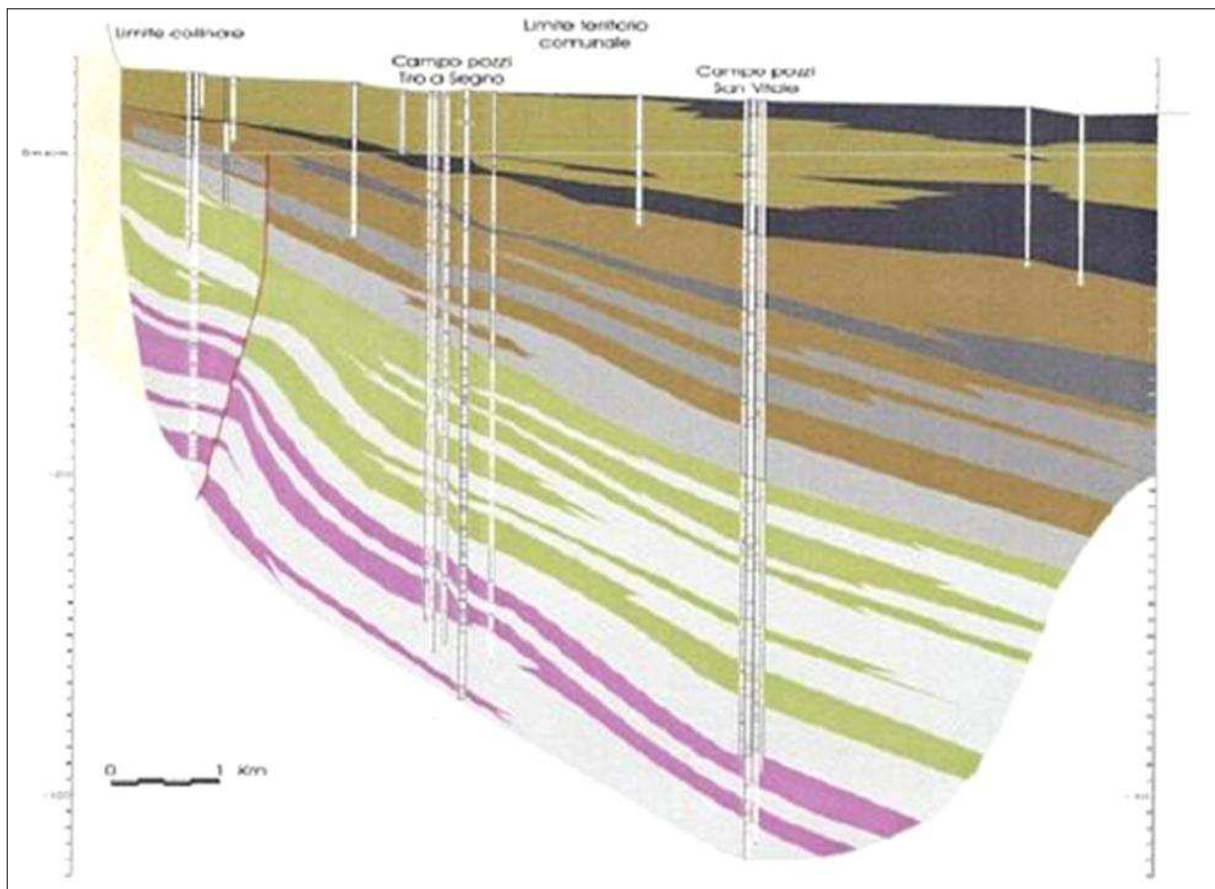 Limite collinare
Limite territorio
comunale
Campo pozzi
Tiro a Segno
Campo pozzi
San Vitale
0 1 Km